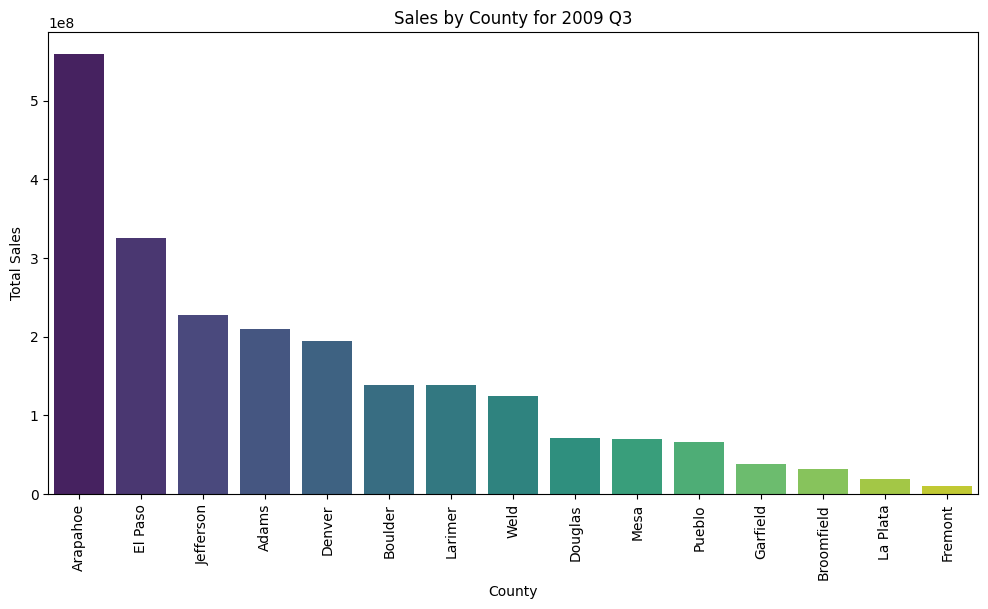 Sales by County for 2009 Q3
1e8
Total Sales
5
4
3
2
1
0
Arapahoe
El Paso
Jefferson
Adams
Denver
Boulder
Larimer
Weld
Douglas
Mesa
Pueblo
Garfield
Broomfield
La Plata
Fremont
County